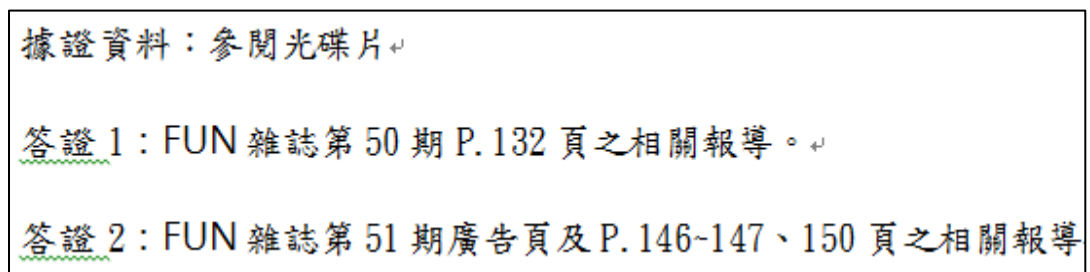 據證資料：參閱光碟片
答證 1：FUN 雜誌第 50 期 P.132 頁之相關報導。
答證 2：FUN 雜誌第 51 期廣告頁及 P.146~147、150 頁之相關報導